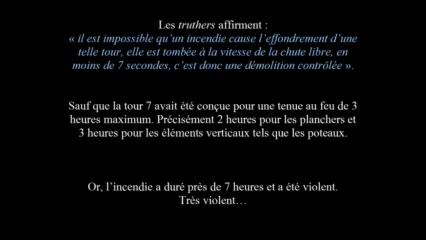 Les truthers affirment :
« il est impossible qu’un incendie cause l’effondrement d’une
telle tour, elle est tombée à la vitesse de la chute libre, en
moins de 7 secondes, c’est donc une démolition contrôlée ».
Sauf que la tour 7 avait été conçue pour une tenue au feu de 3
heures maximum. Précisément 2 heures pour les planchers et
3 heures pour les éléments verticaux tels que les poteaux.
Or, l’incendie a duré près de 7 heures et a été violent.
Très violent…